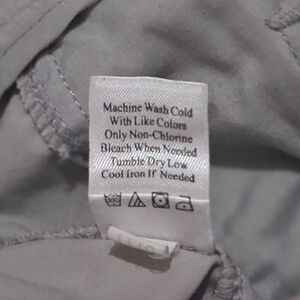 Machine Wash Cold
With Like Colors
Only Non-Chlorine
Bleach When Needed
Tumble Dry Low
Cool Iron If Needed